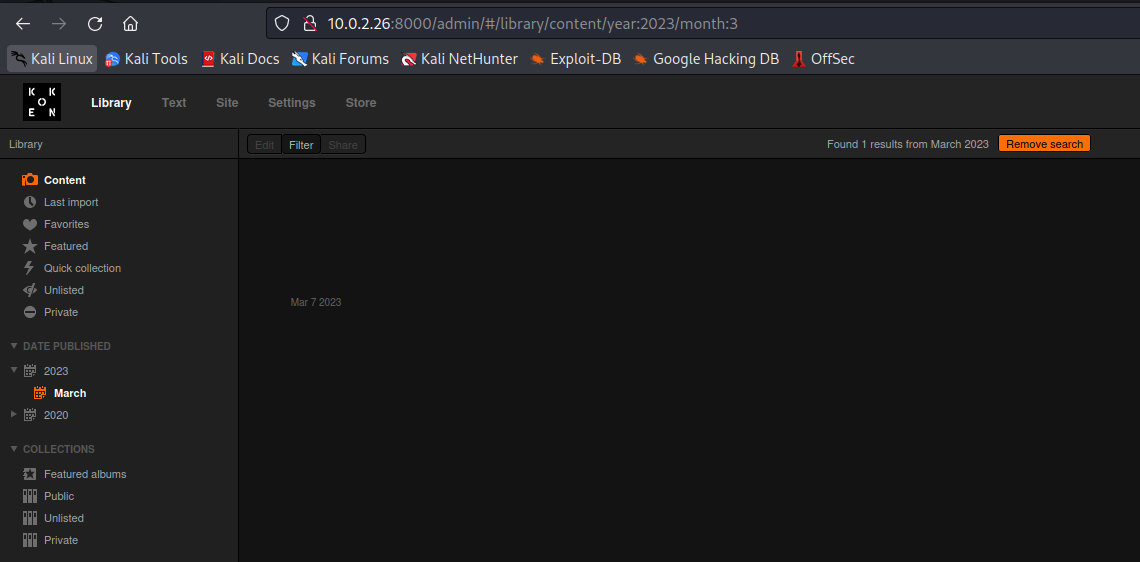 10.0.2.26:8000/admin/#/library/content/year:2023/month:3
Kali Linux Kali Tools Kali Docs Kali Forums Kali NetHunter Exploit-DB Google Hacking DB OffSec
K K
O
E N
Library Text Site Settings Store
Library
Edit Filter Share
Found 1 results from March 2023 Remove search
Content
Last import
Favorites
Featured
Quick collection
Unlisted
Private
Mar 7 2023
DATE PUBLISHED
2023
March
2020
COLLECTIONS
Featured albums
Public
Unlisted
Private